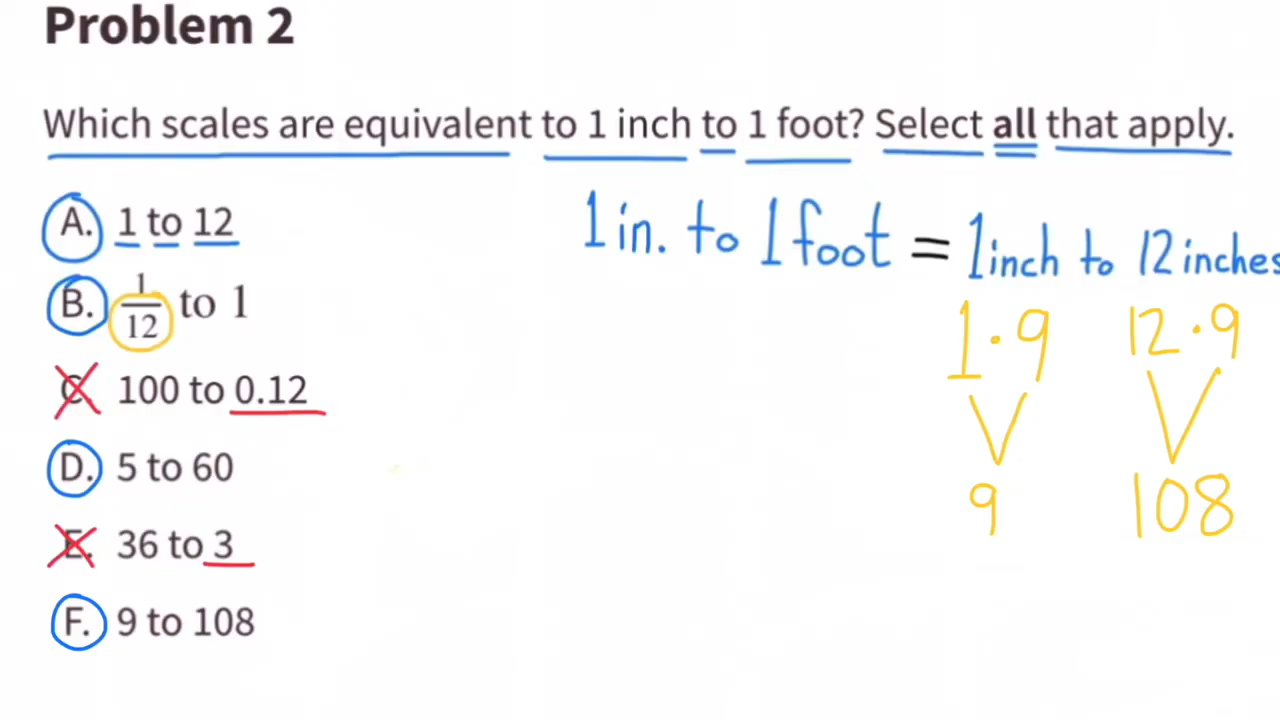 Problem 2
Which scales are equivalent to 1 inch to 1 foot? Select all that apply.
A. 1 to 12
1 in. to 1 foot = 1 inch to 12 inches
B. 1/12 to 1
1 · 9 12 · 9
C. 100 to 0.12
D. 5 to 60
9 108
E. 36 to 3
F. 9 to 108